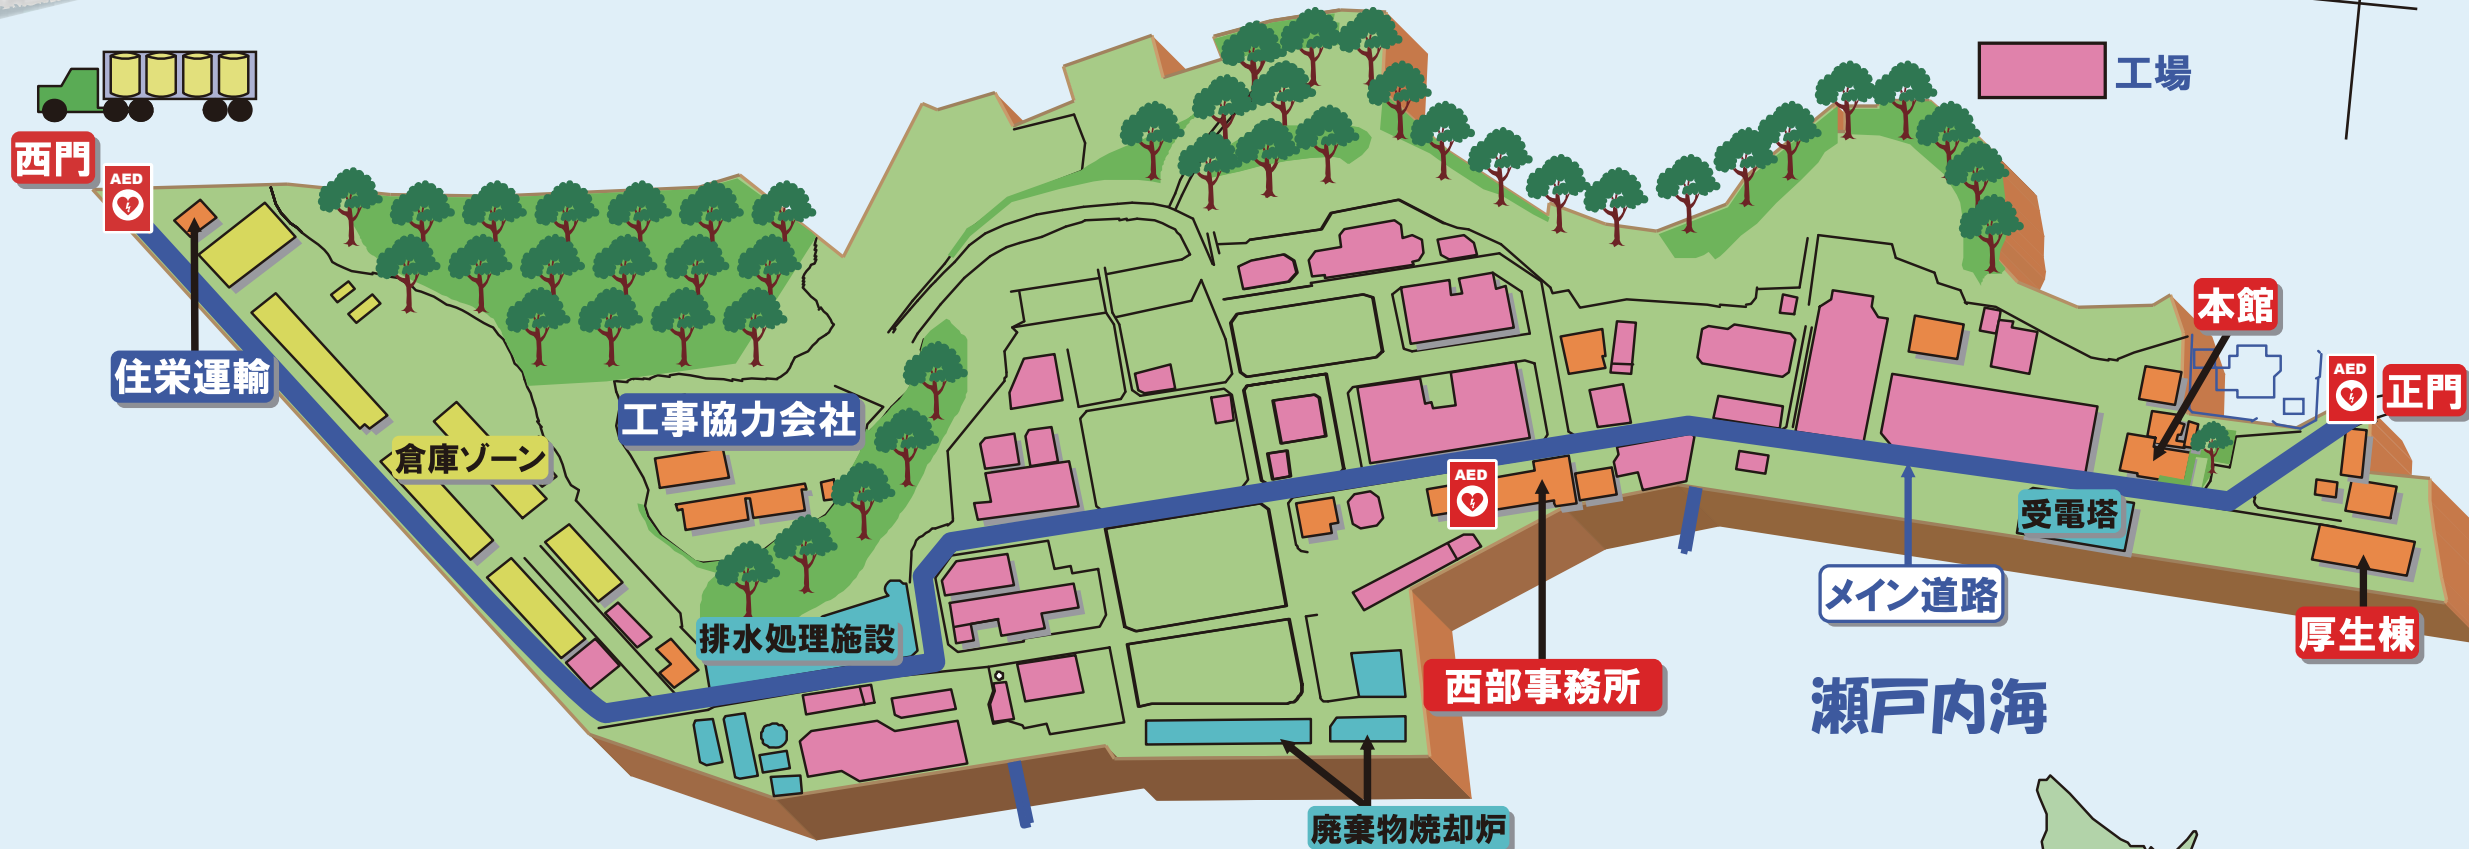 工場
西門
AED
住栄運輸
倉庫ゾーン
工事協力会社
排水処理施設
AED
西部事務所
廃棄物焼却炉
メイン道路
受電塔
本館
AED
正門
厚生棟
瀬戸内海